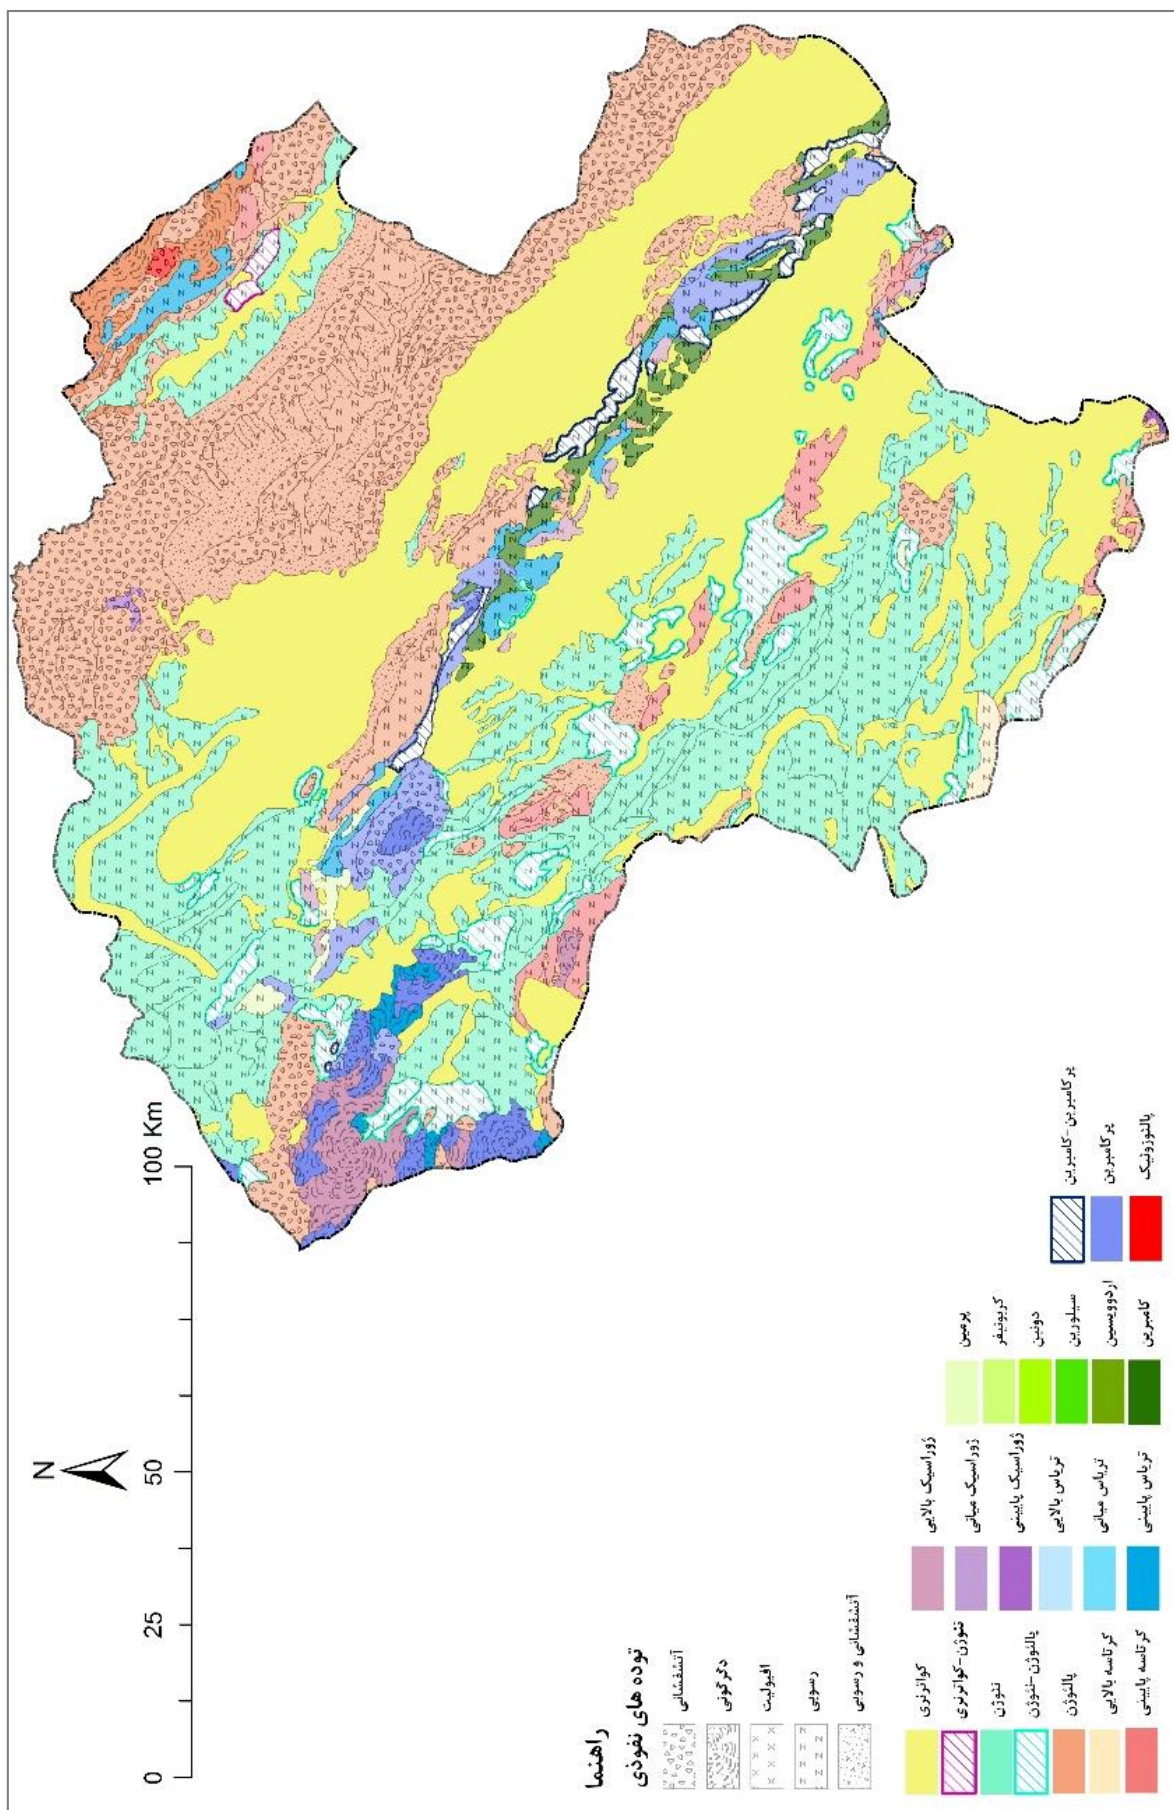 N
0
25
50
100 Km
راهنما
توده های نفوذی
آتشفشانی
دگرگونی
افیولیت
رسوبی
آتشفشانی و رسوبی
کواترنری
نئوژن-کواترنری
نئوژن
پالئوژن-نئوژن
پالئوژن
کرتاسه بالایی
کرتاسه پایینی
ژوراسیک بالایی
ژوراسیک میانی
ژوراسیک پایینی
تریاس بالایی
تریاس میانی
تریاس پایینی
پرمین
کربونیفر
دونین
سیلورین
اردوویسین
کامبرین
پرکامبرین-کامبرین
پرکامبرین
پالئوزوئیک